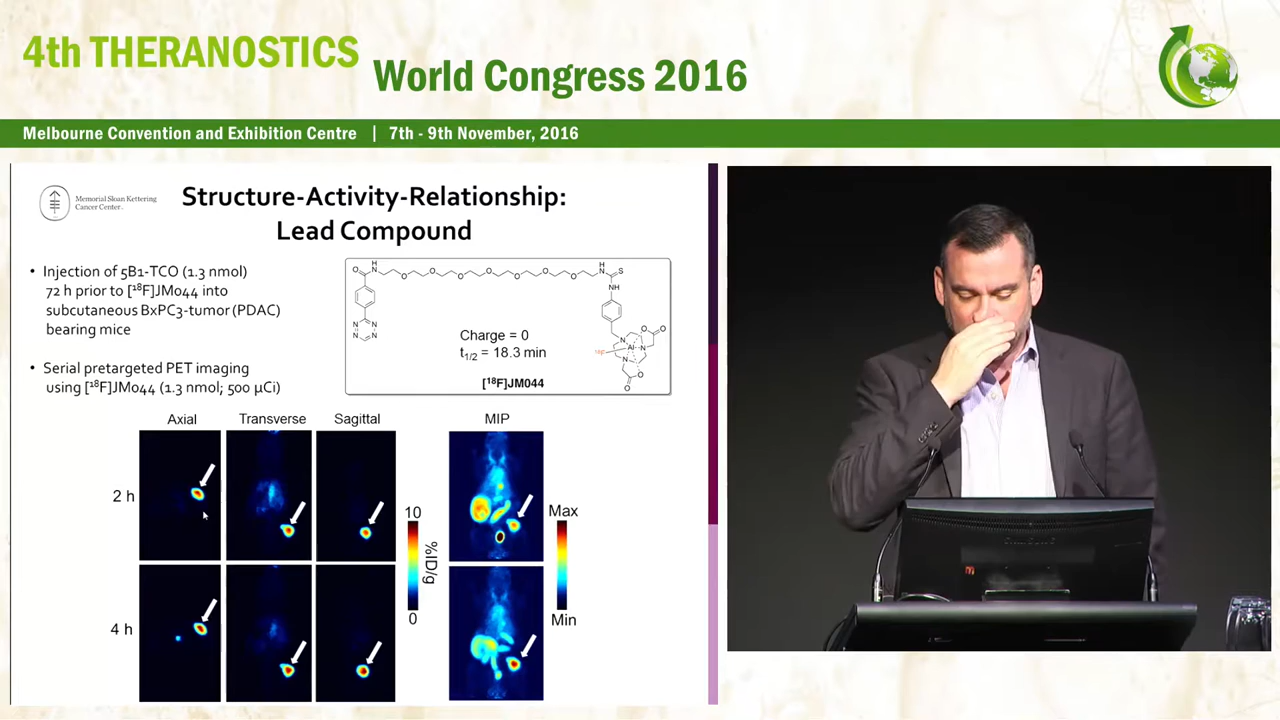 4th THERANOSTICS
World Congress 2016
Melbourne Convention and Exhibition Centre | 7th - 9th November, 2016
Memorial Sloan Kettering
Cancer Center
Structure-Activity-Relationship:
Lead Compound
• Injection of 5B1-TCO (1.3 nmol)
72 h prior to [¹⁸F]JM044 into
subcutaneous BxPC3-tumor (PDAC)
bearing mice
• Serial pretargeted PET imaging
using [¹⁸F]JM044 (1.3 nmol; 500 µCi)
Charge = 0
t₁/₂ = 18.3 min
[¹⁸F]JM044
Axial Transverse Sagittal MIP
2 h
4 h
10
%ID/g
0
Max
Min